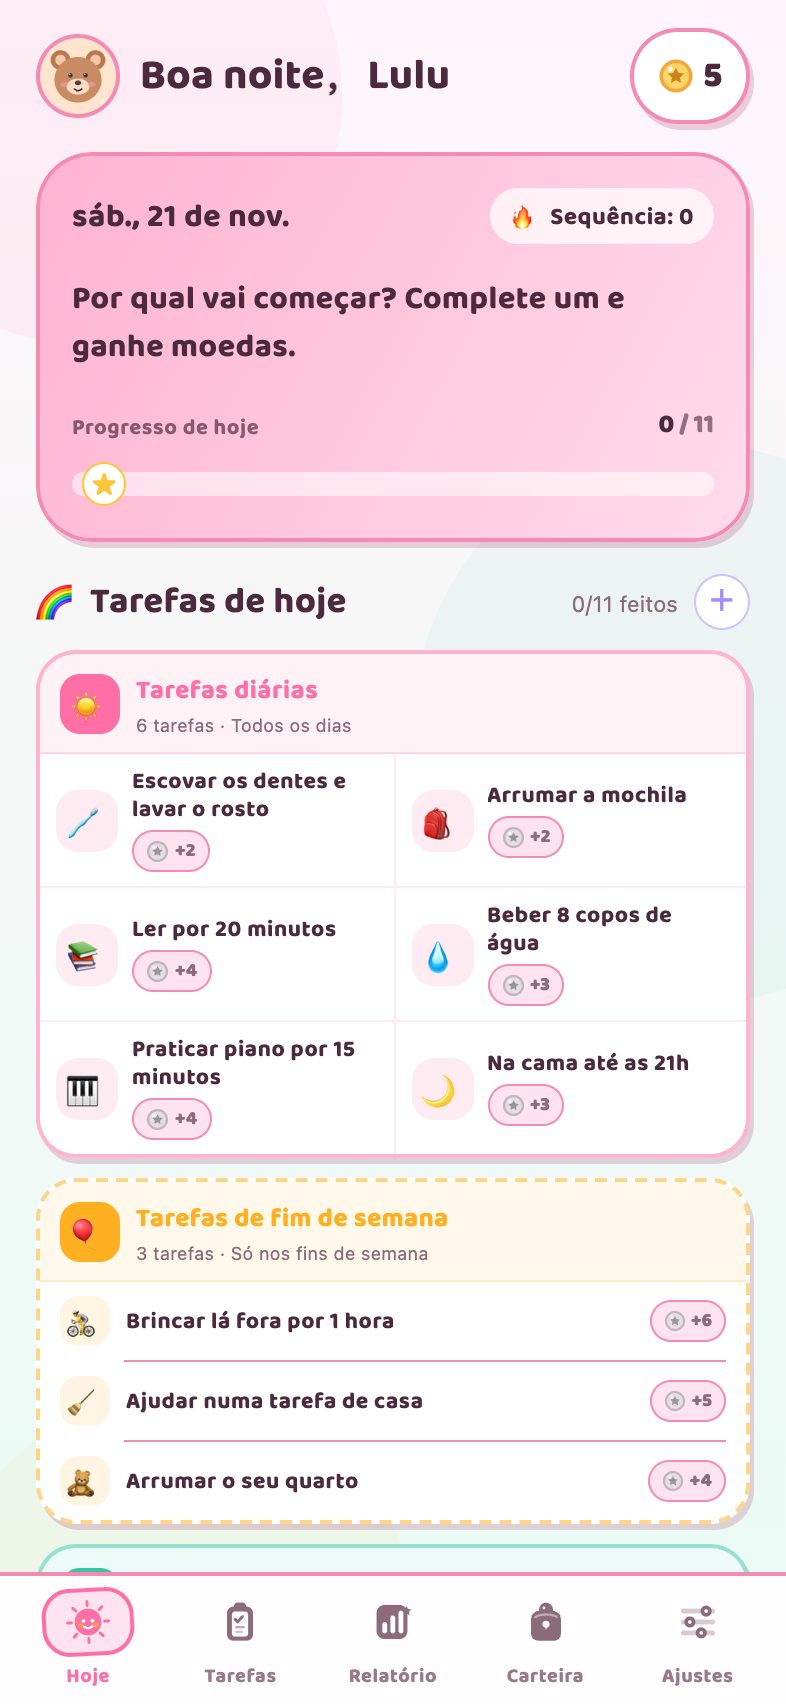 Boa noite, Lulu
5
sáb., 21 de nov.
Sequência: 0
Por qual vai começar? Complete um e
ganhe moedas.
Progresso de hoje
0 / 11
Tarefas de hoje
0/11 feitos
+
Tarefas diárias
6 tarefas · Todos os dias
Escovar os dentes e
lavar o rosto
+2
Arrumar a mochila
+2
Ler por 20 minutos
+4
Beber 8 copos de
água
+3
Praticar piano por 15
minutos
+4
Na cama até as 21h
+3
Tarefas de fim de semana
3 tarefas · Só nos fins de semana
Brincar lá fora por 1 hora
+6
Ajudar numa tarefa de casa
+5
Arrumar o seu quarto
+4
Hoje
Tarefas
Relatório
Carteira
Ajustes